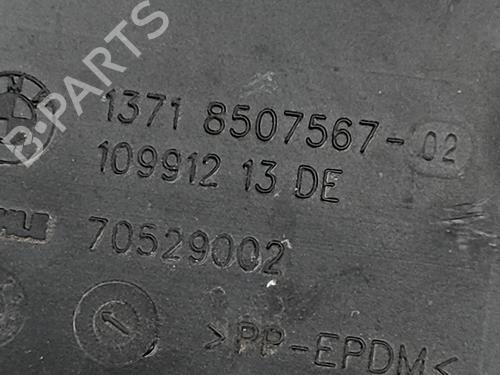 B-PARTS
1371 8507567-02
109912 13 DE
70529002
>PP-EPDM<